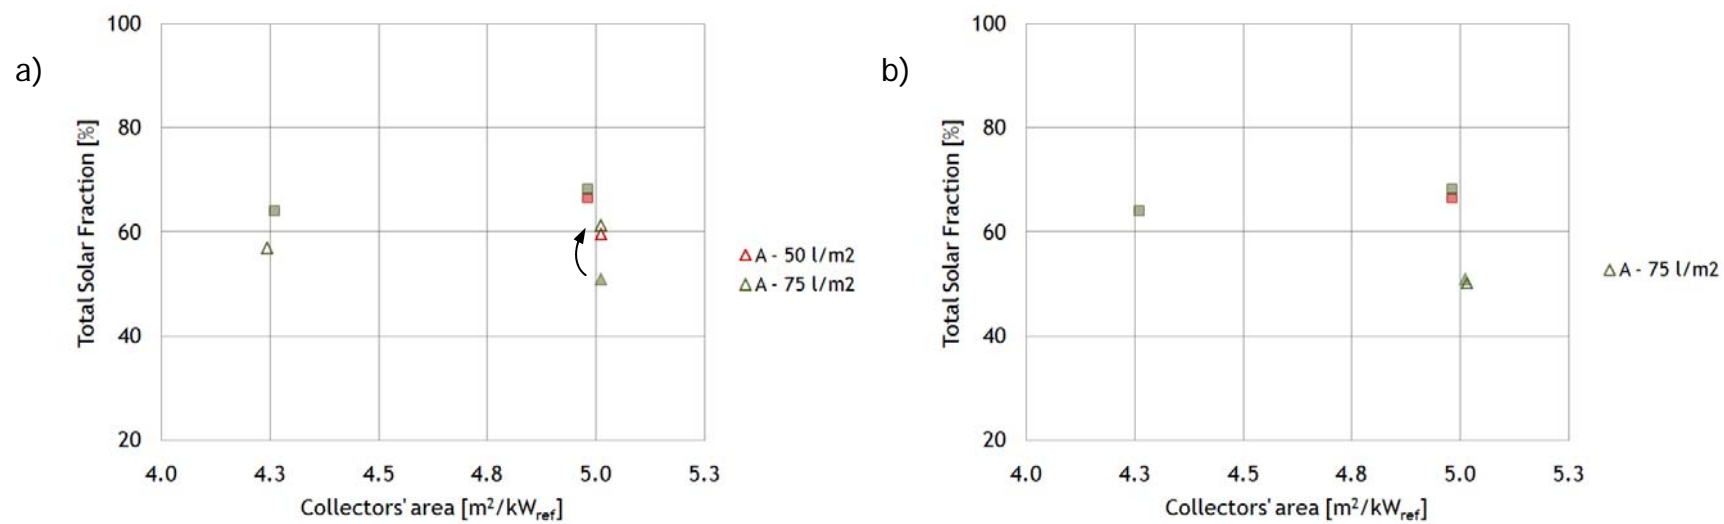 a)
Total Solar Fraction [%]
100
80
60
40
20
4.0 4.3 4.5 4.8 5.0 5.3
Collectors' area [m²/kWref]
A - 50 l/m2
A - 75 l/m2
b)
Total Solar Fraction [%]
100
80
60
40
20
4.0 4.3 4.5 4.8 5.0 5.3
Collectors' area [m²/kWref]
A - 75 l/m2